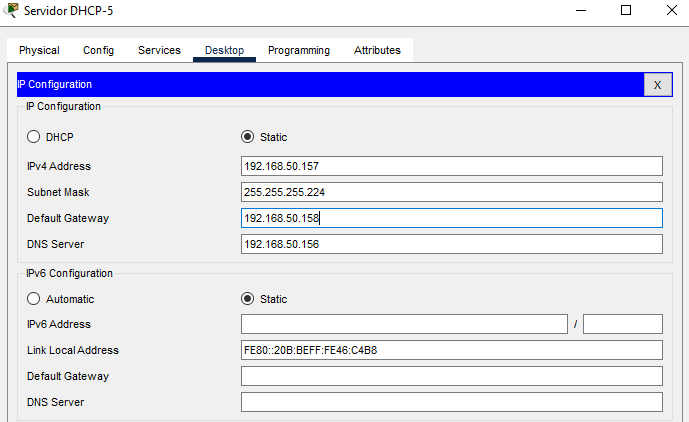 Servidor DHCP-5
Physical Config Services Desktop Programming Attributes
IP Configuration X
IP Configuration
DHCP Static
IPv4 Address 192.168.50.157
Subnet Mask 255.255.255.224
Default Gateway 192.168.50.158
DNS Server 192.168.50.156
IPv6 Configuration
Automatic Static
IPv6 Address /
Link Local Address FE80::20B:BEFF:FE46:C4B8
Default Gateway
DNS Server